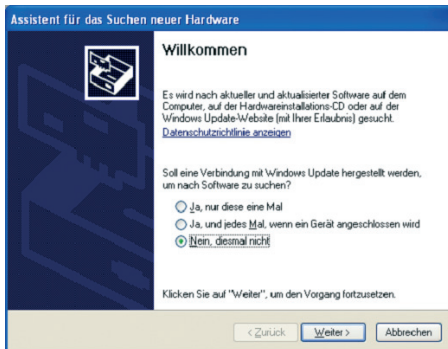 Assistent für das Suchen neuer Hardware
Willkommen
Es wird nach aktueller und aktualisierter Software auf dem
Computer, auf der Hardwareinstallations-CD oder auf der
Windows Update-Website (mit Ihrer Erlaubnis) gesucht.
Datenschutzrichtlinie anzeigen
Soll eine Verbindung mit Windows Update hergestellt werden,
um nach Software zu suchen?
Ja, nur diese eine Mal
Ja, und jedes Mal, wenn ein Gerät angeschlossen wird
Nein, diesmal nicht
Klicken Sie auf "Weiter", um den Vorgang fortzusetzen.
< Zurück Weiter > Abbrechen